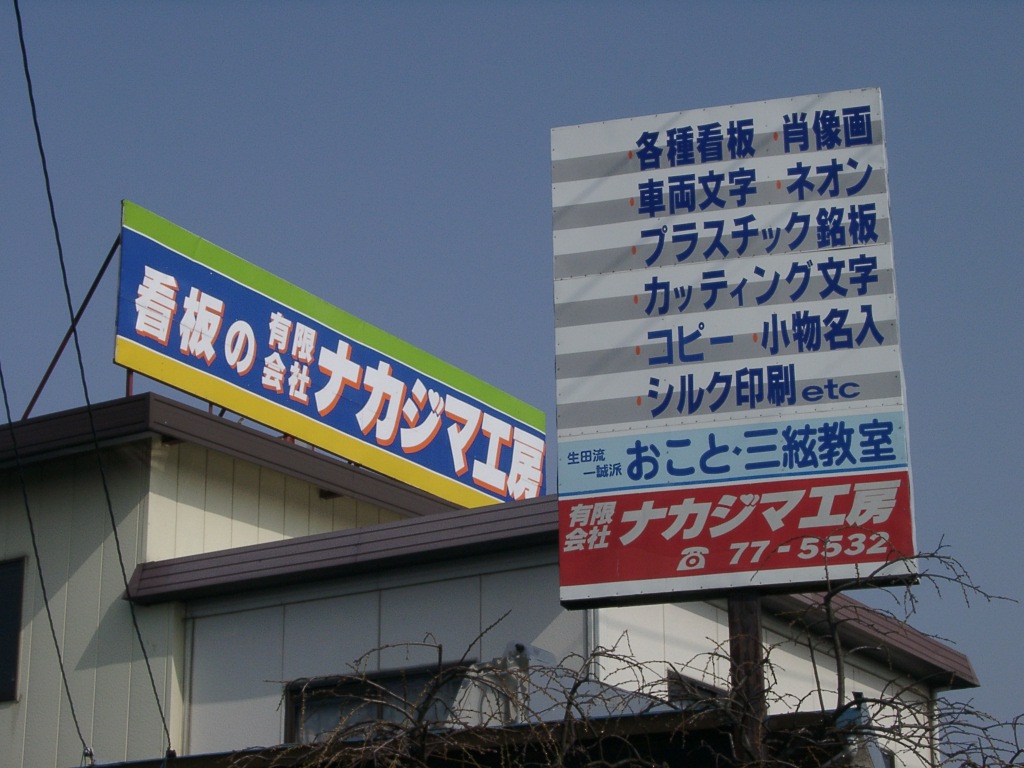 看板の 有限会社 ナカジマ工房
・各種看板 ・肖像画
・車両文字 ・ネオン
・プラスチック銘板
・カッティング文字
・コピー ・小物名入
・シルク印刷etc
生田流
一誠派
おこと・三絃教室
有限会社 ナカジマ工房
☎ 77-5532